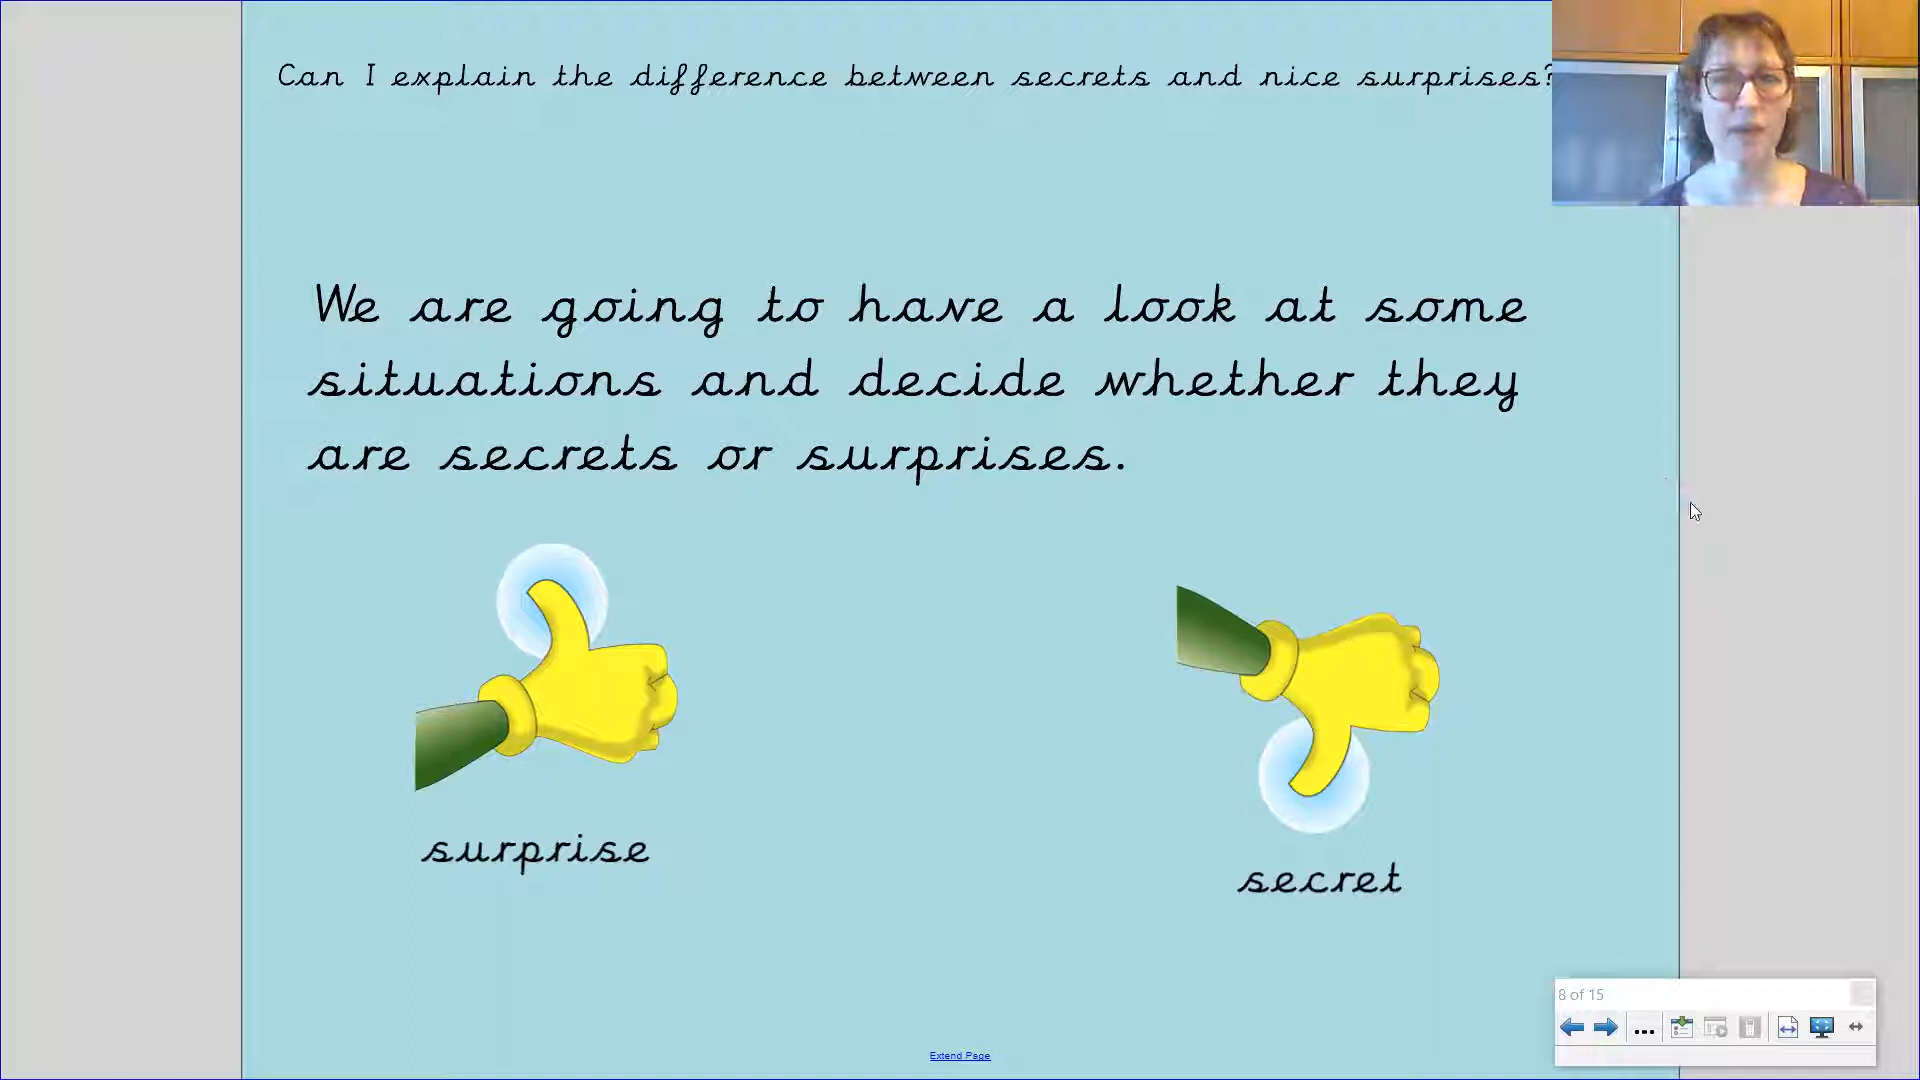 Can I explain the difference between secrets and nice surprises?
We are going to have a look at some
situations and decide whether they
are secrets or surprises.
surprise
secret
8 of 15
Extend Page